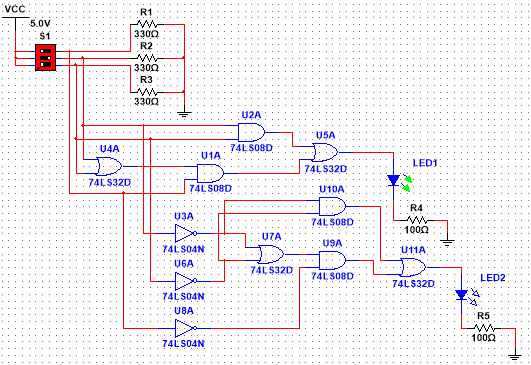 VCC
5.0V
S1
R1
330Ω
R2
330Ω
R3
330Ω
U2A
74LS08D
U5A
74LS32D
U4A
74LS32D
U1A
74LS08D
LED1
U10A
74LS08D
R4
100Ω
U3A
74LS04N
U7A
74LS32D
U9A
74LS08D
U11A
74LS32D
U6A
74LS04N
LED2
U8A
74LS04N
R5
100Ω